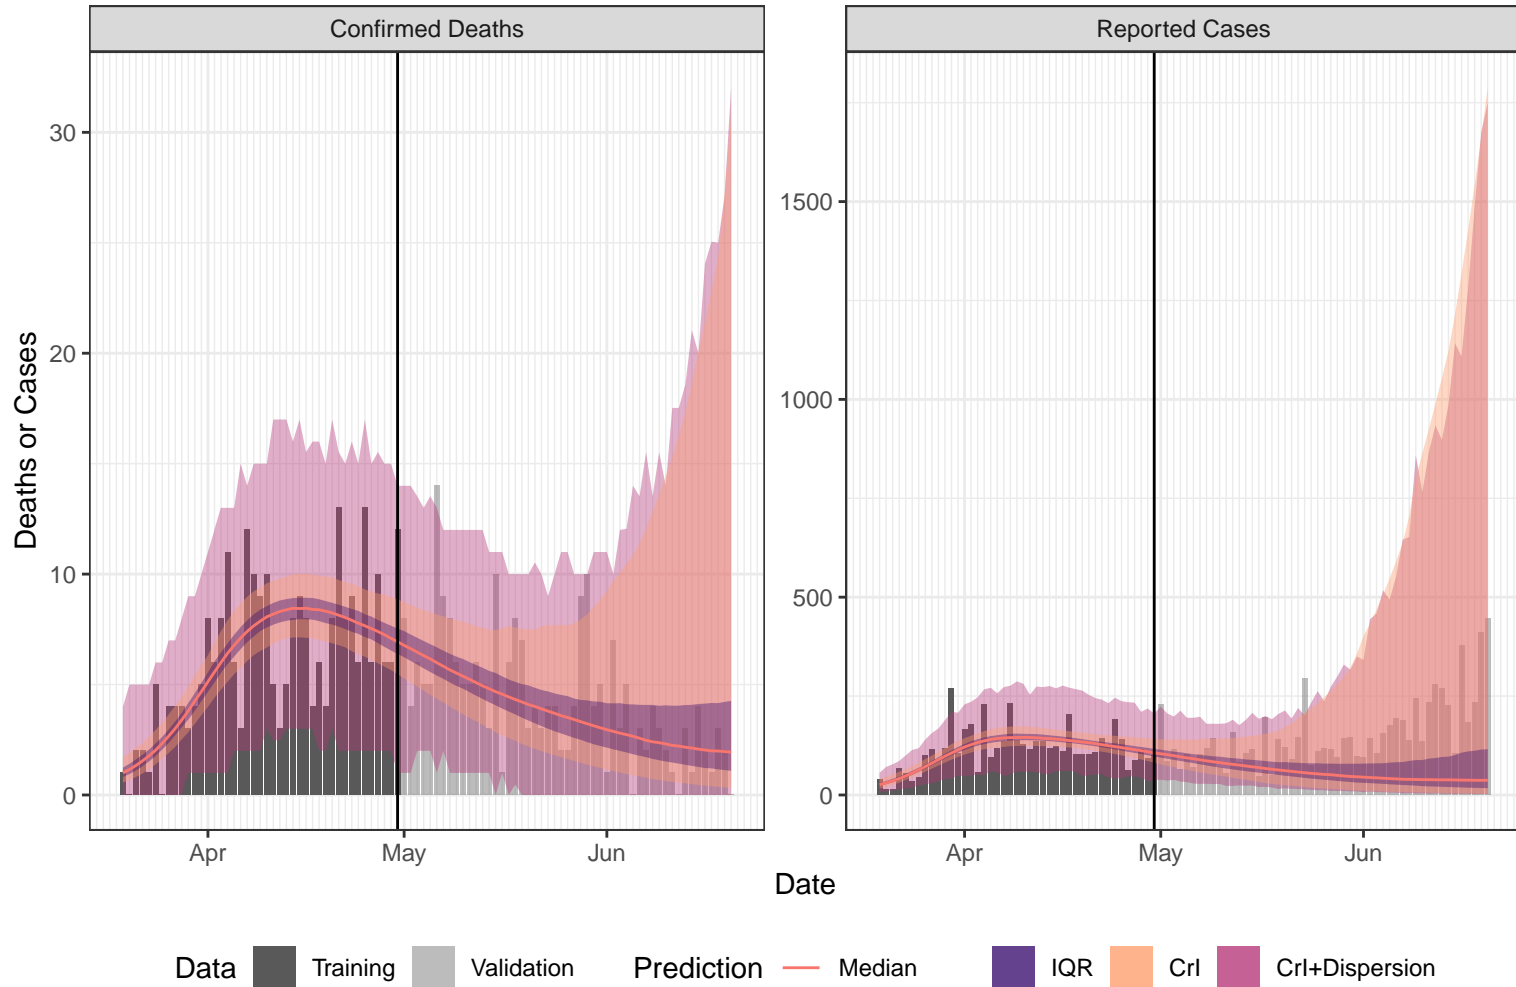 Confirmed Deaths
Reported Cases
Deaths or Cases
30
20
10
0
1500
1000
500
0
Apr
May
Jun
Apr
May
Jun
Date
Data Training Validation Prediction Median IQR CrI CrI+Dispersion